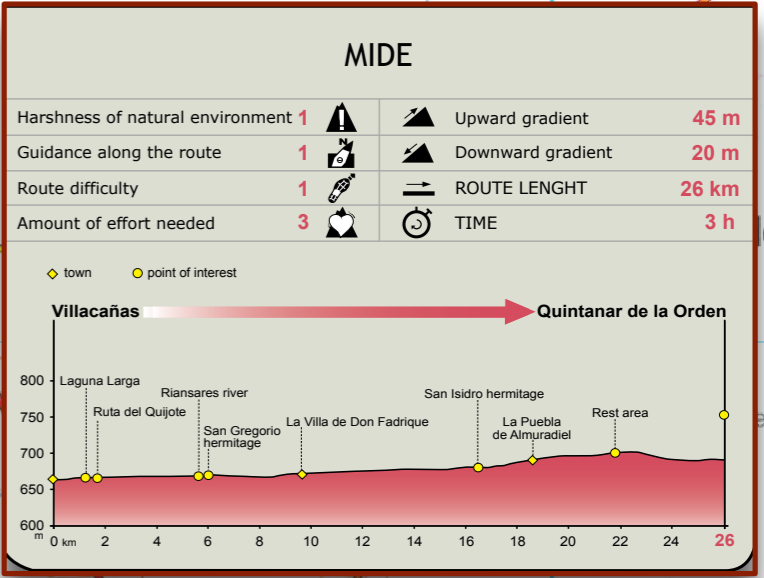 MIDE
Harshness of natural environment 1
Upward gradient 45 m
Guidance along the route 1
N
Downward gradient 20 m
Route difficulty 1
ROUTE LENGHT 26 km
Amount of effort needed 3
TIME 3 h
town
point of interest
Villacañas
Quintanar de la Orden
800
750
700
650
600
m
Laguna Larga
Ruta del Quijote
Riansares river
San Gregorio
hermitage
La Villa de Don Fadrique
San Isidro hermitage
La Puebla
de Almuradiel
Rest area
0 km 2 4 6 8 10 12 14 16 18 20 22 24 26